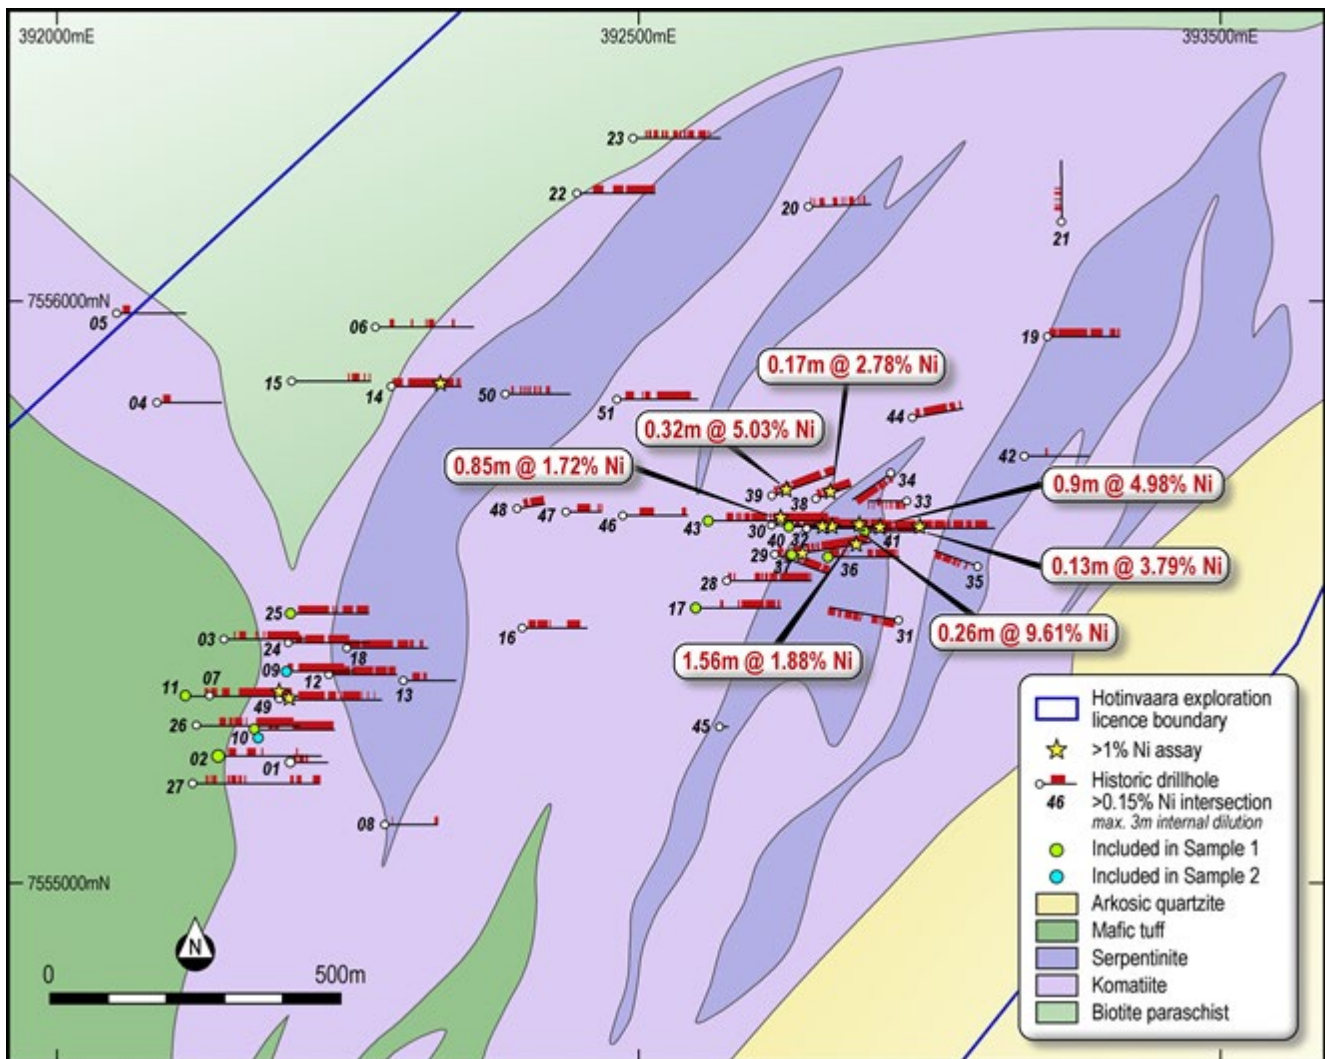 392000mE
392500mE
393500mE
23
22
20
21
7556000mN
05
06
19
15
14
0.17m @ 2.78% Ni
04
50
51
44
0.32m @ 5.03% Ni
42
0.85m @ 1.72% Ni
34
0.9m @ 4.98% Ni
39
38
33
48
47
46
43
30
40
32
41
29
37
36
35
0.13m @ 3.79% Ni
28
25
17
31
03
24
18
16
0.26m @ 9.61% Ni
1.56m @ 1.88% Ni
09
12
13
11
07
49
26
10
45
02
01
27
08
Hotinvaara exploration
licence boundary
>1% Ni assay
Historic drillhole
46 >0.15% Ni intersection
max. 3m internal dilution
Included in Sample 1
Included in Sample 2
Arkosic quartzite
Mafic tuff
Serpentinite
Komatiite
Biotite paraschist
7555000mN
N
0 500m